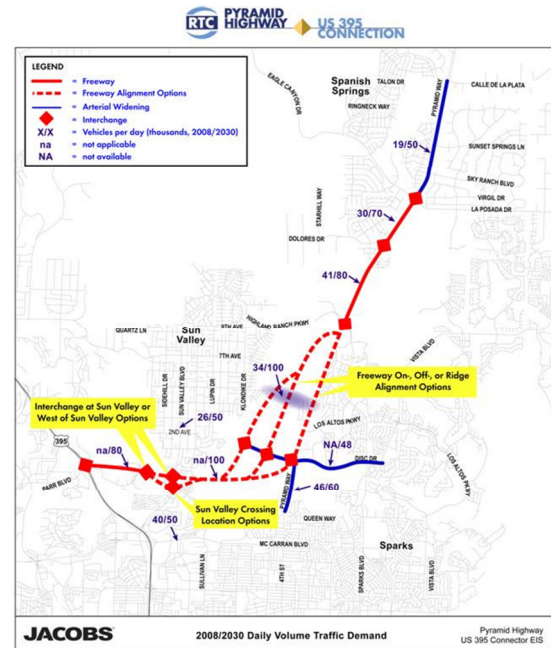 RTC
PYRAMID
HIGHWAY
US 395
CONNECTION
LEGEND
= Freeway
= Freeway Alignment Options
= Arterial Widening
= Interchange
X/X = Vehicles per day (thousands, 2008/2030)
na = not applicable
NA = not available
EAGLE CANYON DR
Spanish
Springs
TALON DR
RINGNECK WAY
PYRAMID WAY
CALLE DE LA PLATA
19/50
SUNSET SPRINGS LN
SKY RANCH BLVD
VIRGIL DR
LA POSADA DR
30/70
STARHILL WAY
DOLORES DR
41/80
HIGHLAND RANCH PKWY
QUARTZ LN
Sun
Valley
5TH AVE
7TH AVE
VISTA BLVD
34/100
Freeway On-, Off-, or Ridge
Alignment Options
SIDEHILL DR
SUN VALLEY BLVD
LUPIN DR
KLONDIKE DR
Interchange at Sun Valley or
West of Sun Valley Options
26/50
2ND AVE
LOS ALTOS PKWY
395
na/80
na/100
NA/48
DISC DR
LOS ALTOS PKWY
PARR BLVD
PYRAMID WAY
46/60
Sun Valley Crossing
Location Options
QUEEN WAY
40/50
MC CARRAN BLVD
Sparks
SULLIVAN LN
4TH ST
SPARKS BLVD
VISTA BLVD
JACOBS
2008/2030 Daily Volume Traffic Demand
Pyramid Highway
US 395 Connector EIS